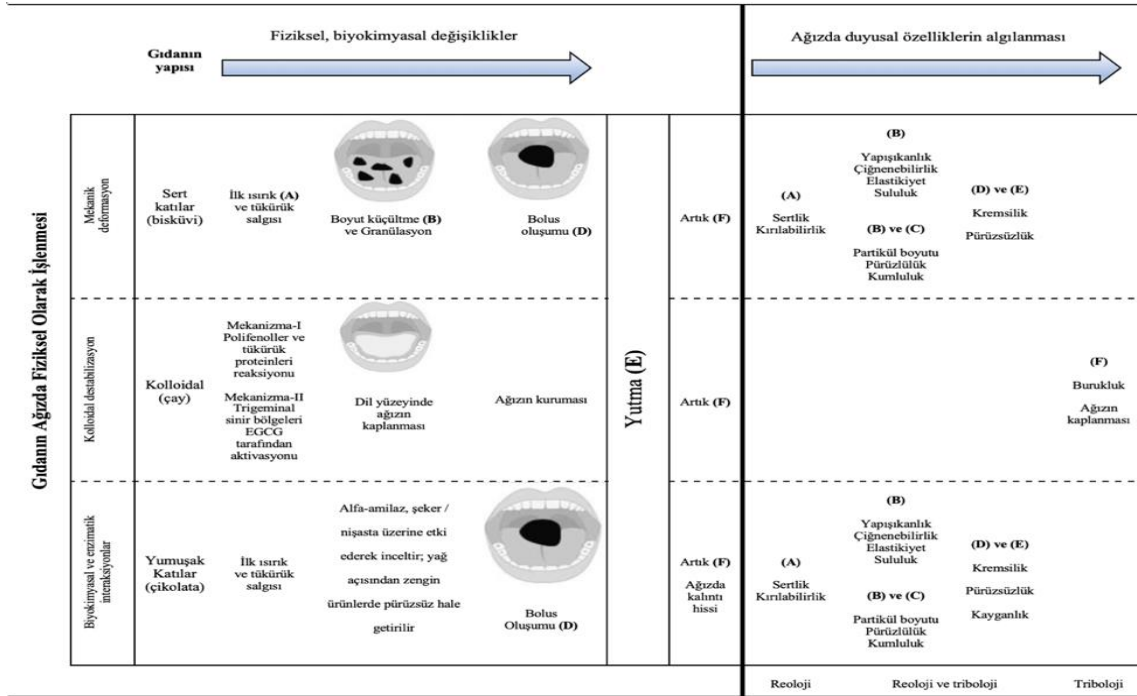 Fiziksel, biyokimyasal değişiklikler
Ağızda duyusal özelliklerin algılanması
Gıdanın
yapısı
Gıdanın Ağızda Fiziksel Olarak İşlenmesi
Mekanik
deformasyon
Sert
katılar
(bisküvi)
İlk ısırık (A)
ve tükürük
salgısı
Boyut küçültme (B)
ve Granülasyon
Bolus
oluşumu (D)
Yutma (E)
Artık (F)
(A)
Sertlik
Kırılabilirlik
(B)
Yapışıkanlık
Çiğnenebilirlik
Elastikiyet
Sululuk
(B) ve (C)
Partikül boyutu
Pürüzlülük
Kumluluk
(D) ve (E)
Kremsilik
Pürüzsüzlük
Kolloidal destabilizasyon
Kolloidal
(çay)
Mekanizma-I
Polifenoller ve
tükürük
proteinleri
reaksiyonu
Mekanizma-II
Trigeminal
sinir bölgeleri
EGCG
tarafından
aktivasyonu
Dil yüzeyinde
ağızın
kaplanması
Ağızın kuruması
Artık (F)
(F)
Burukluk
Ağızın
kaplanması
Biyokimyasal ve enzimatik
interaksiyonlar
Yumuşak
Katılar
(çikolata)
İlk ısırık
ve tükürük
salgısı
Alfa-amilaz, şeker /
nişasta üzerine etki
ederek inceltir; yağ
açısından zengin
ürünlerde pürüzsüz hale
getirilir
Bolus
Oluşumu (D)
Artık (F)
Ağızda
kalıntı
hissi
(A)
Sertlik
Kırılabilirlik
(B)
Yapışıkanlık
Çiğnenebilirlik
Elastikiyet
Sululuk
(B) ve (C)
Partikül boyutu
Pürüzlülük
Kumluluk
(D) ve (E)
Kremsilik
Pürüzsüzlük
Kayganlık
Reoloji
Reoloji ve triboloji
Triboloji